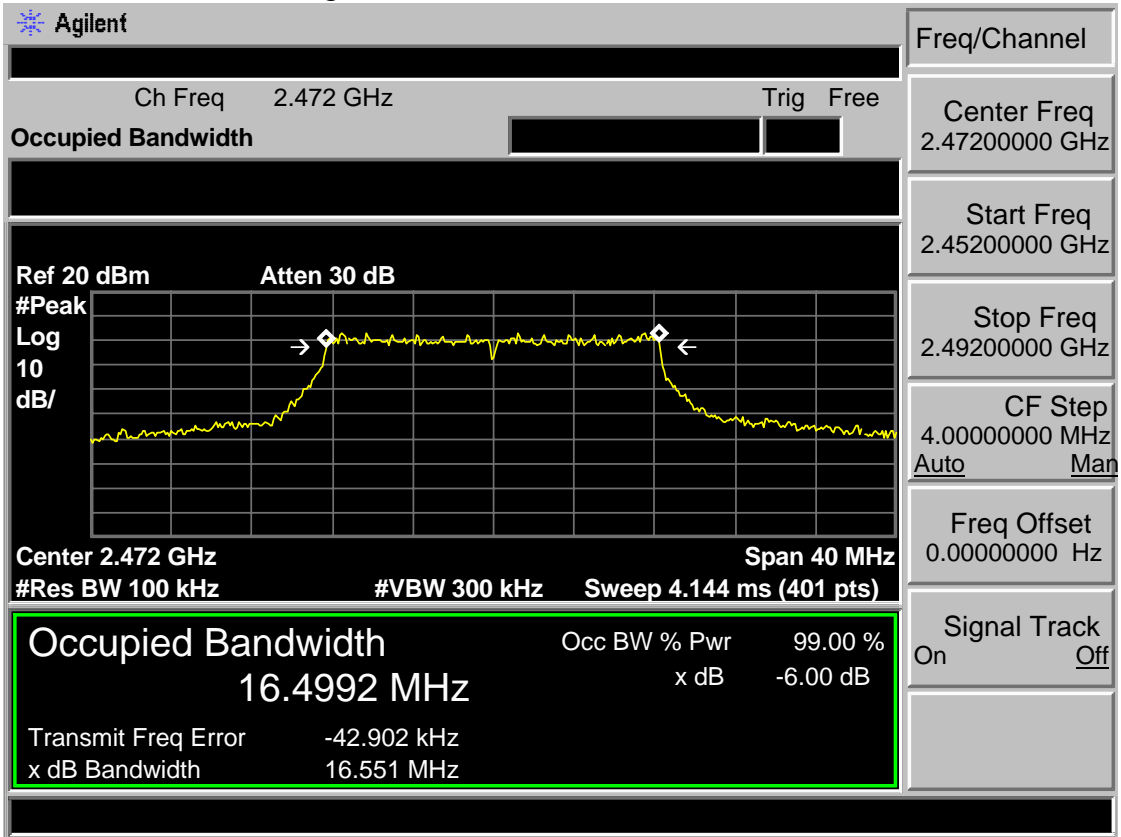 Agilent
Freq/Channel
Ch Freq 2.472 GHz Trig Free
Occupied Bandwidth
Center Freq
2.47200000 GHz
Start Freq
2.45200000 GHz
Stop Freq
2.49200000 GHz
CF Step
4.00000000 MHz
Auto Man
Freq Offset
0.00000000 Hz
Signal Track
On Off
Ref 20 dBm Atten 30 dB
#Peak
Log
10
dB/
Center 2.472 GHz Span 40 MHz
#Res BW 100 kHz #VBW 300 kHz Sweep 4.144 ms (401 pts)
Occupied Bandwidth Occ BW % Pwr 99.00 %
16.4992 MHz x dB -6.00 dB
Transmit Freq Error -42.902 kHz
x dB Bandwidth 16.551 MHz